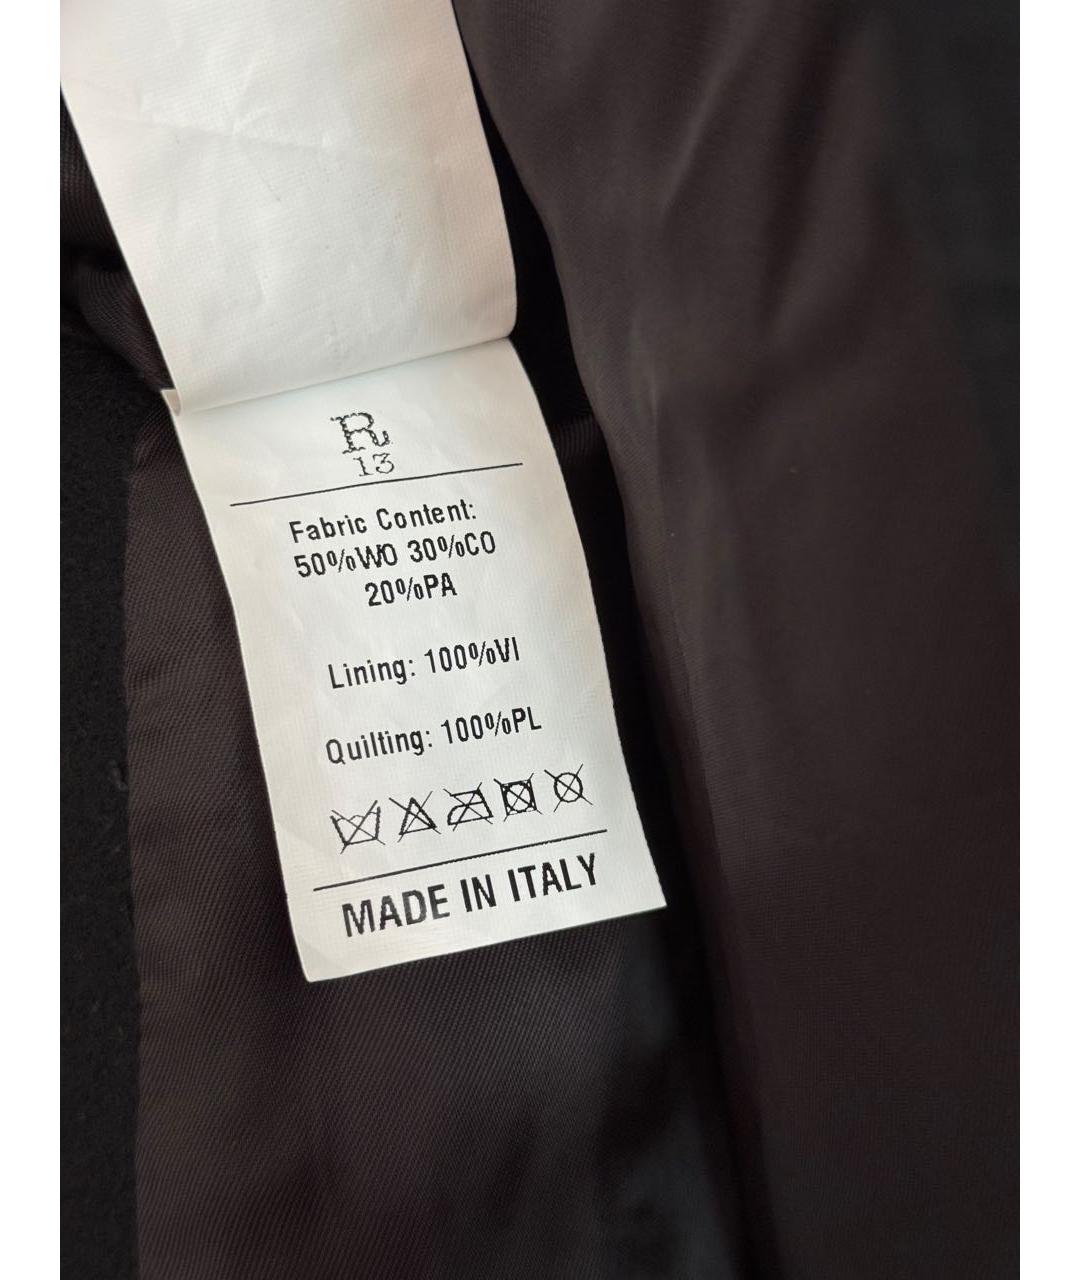 R
13
Fabric Content:
50%WO 30%CO
20%PA
Lining: 100%VI
Quilting: 100%PL
MADE IN ITALY